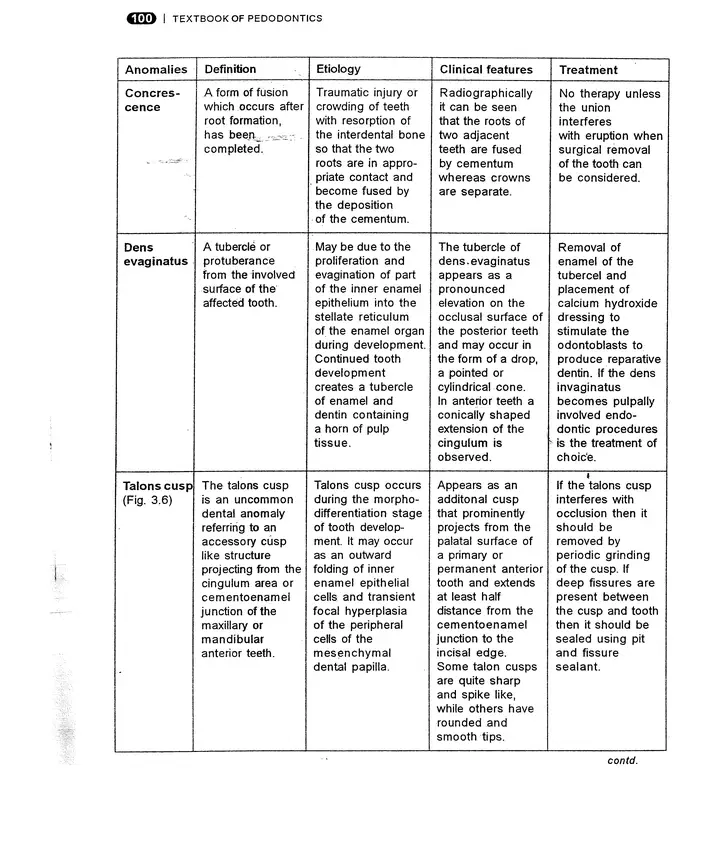 100 | TEXTBOOK OF PEDODONTICS
Anomalies Definition Etiology Clinical features Treatment
Concres-
cence
A form of fusion
which occurs after
root formation,
has been
completed.
Traumatic injury or
crowding of teeth
with resorption of
the interdental bone
so that the two
roots are in appro-
priate contact and
become fused by
the deposition
of the cementum.
Radiographically
it can be seen
that the roots of
two adjacent
teeth are fused
by cementum
whereas crowns
are separate.
No therapy unless
the union
interferes
with eruption when
surgical removal
of the tooth can
be considered.
Dens
evaginatus
A tubercle or
protuberance
from the involved
surface of the
affected tooth.
May be due to the
proliferation and
evagination of part
of the inner enamel
epithelium into the
stellate reticulum
of the enamel organ
during development.
Continued tooth
development
creates a tubercle
of enamel and
dentin containing
a horn of pulp
tissue.
The tubercle of
dens evaginatus
appears as a
pronounced
elevation on the
occlusal surface of
the posterior teeth
and may occur in
the form of a drop,
a pointed or
cylindrical cone.
In anterior teeth a
conically shaped
extension of the
cingulum is
observed.
Removal of
enamel of the
tubercel and
placement of
calcium hydroxide
dressing to
stimulate the
odontoblasts to
produce reparative
dentin. If the dens
invaginatus
becomes pulpally
involved endo-
dontic procedures
is the treatment of
choice.
Talons cusp
(Fig. 3.6)
The talons cusp
is an uncommon
dental anomaly
referring to an
accessory cusp
like structure
projecting from the
cingulum area or
cementoenamel
junction of the
maxillary or
mandibular
anterior teeth.
Talons cusp occurs
during the morpho-
differentiation stage
of tooth develop-
ment. It may occur
as an outward
folding of inner
enamel epithelial
cells and transient
focal hyperplasia
of the peripheral
cells of the
mesenchymal
dental papilla.
Appears as an
additonal cusp
that prominently
projects from the
palatal surface of
a primary or
permanent anterior
tooth and extends
at least half
distance from the
cementoenamel
junction to the
incisal edge.
Some talon cusps
are quite sharp
and spike like,
while others have
rounded and
smooth tips.
If the talons cusp
interferes with
occlusion then it
should be
removed by
periodic grinding
of the cusp. If
deep fissures are
present between
the cusp and tooth
then it should be
sealed using pit
and fissure
sealant.
contd.